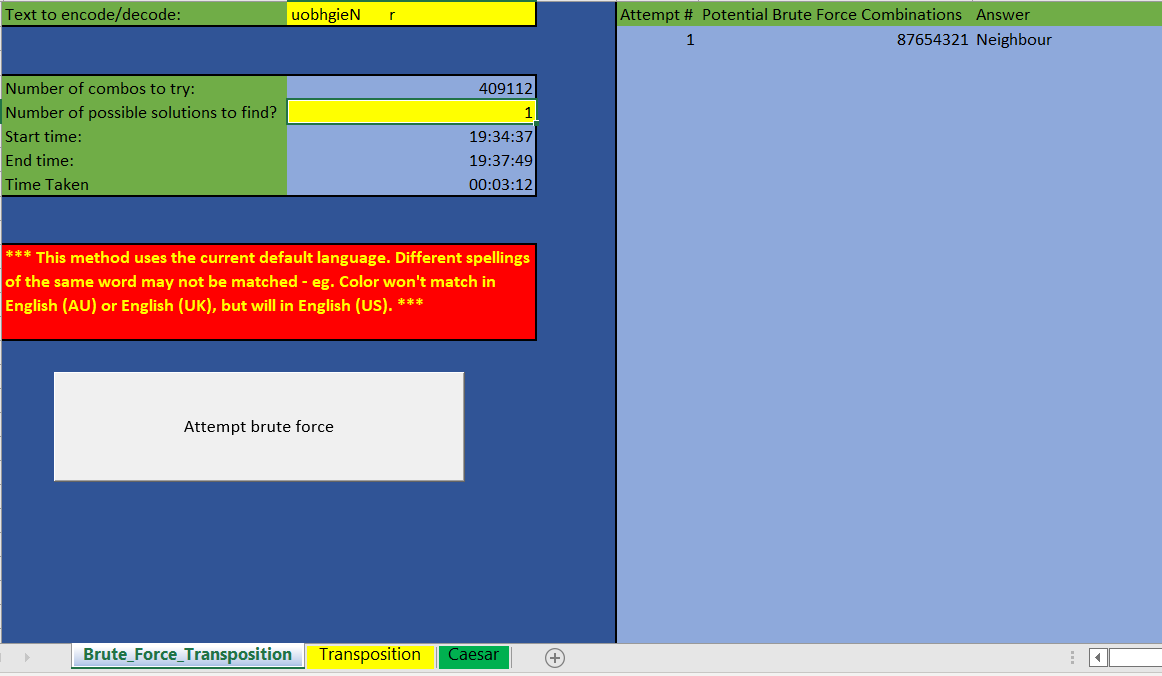 Text to encode/decode: uobhgieN       r
Attempt # Potential Brute Force Combinations Answer
1 87654321 Neighbour
Number of combos to try: 409112
Number of possible solutions to find? 1
Start time: 19:34:37
End time: 19:37:49
Time Taken 00:03:12
*** This method uses the current default language. Different spellings
of the same word may not be matched - eg. Color won't match in
English (AU) or English (UK), but will in English (US). ***
Attempt brute force
Brute_Force_Transposition Transposition Caesar